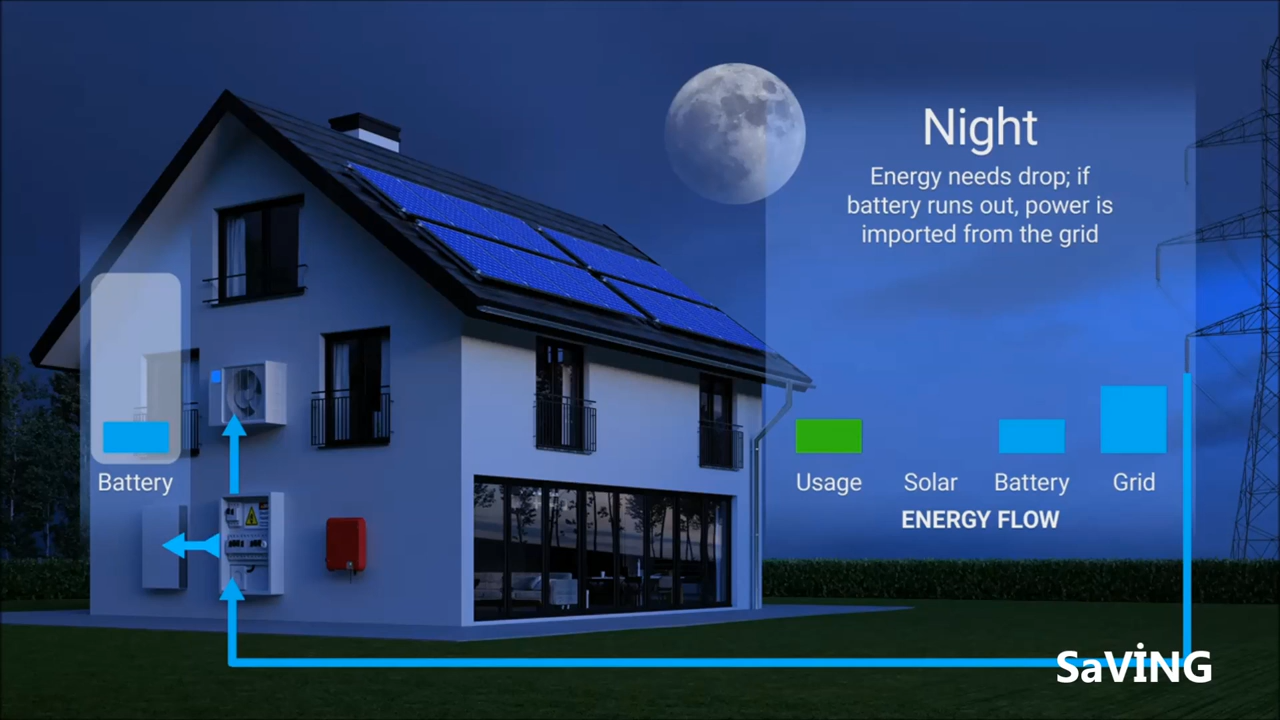 Night
Energy needs drop; if
battery runs out, power is
imported from the grid
Battery
Usage
Solar
Battery
Grid
ENERGY FLOW
SaVİNG